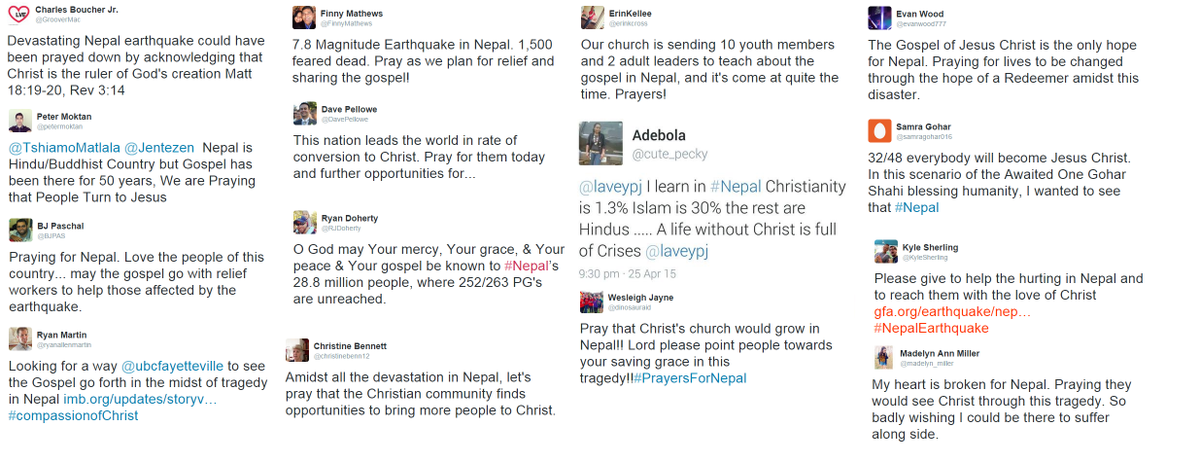 Charles Boucher Jr.
@GrooverMac
Devastating Nepal earthquake could have
been prayed down by acknowledging that
Christ is the ruler of God's creation Matt
18:19-20, Rev 3:14
Peter Moktan
@petermoktan
@TshiamoMatlala @Jentezen Nepal is
Hindu/Buddhist Country but Gospel has
been there for 50 years, We are Praying
that People Turn to Jesus
BJ Paschal
@BJPAS
Praying for Nepal. Love the people of this
country... may the gospel go with relief
workers to help those affected by the
earthquake.
Ryan Martin
@ryanallenmartin
Looking for a way @ubcfayetteville to see
the Gospel go forth in the midst of tragedy
in Nepal imb.org/updates/storyv…
#compassionofChrist
Finny Mathews
@FinnyMathews
7.8 Magnitude Earthquake in Nepal. 1,500
feared dead. Pray as we plan for relief and
sharing the gospel!
Dave Pellowe
@DavePellowe
This nation leads the world in rate of
conversion to Christ. Pray for them today
and further opportunities for...
Ryan Doherty
@RJDoherty
O God may Your mercy, Your grace, & Your
peace & Your gospel be known to #Nepal's
28.8 million people, where 252/263 PG's
are unreached.
Christine Bennett
@christinebenn12
Amidst all the devastation in Nepal, let's
pray that the Christian community finds
opportunities to bring more people to Christ.
ErinKellee
@erinkcross
Our church is sending 10 youth members
and 2 adult leaders to teach about the
gospel in Nepal, and it's come at quite the
time. Prayers!
Adebola
@cute_pecky
@laveypj I learn in #Nepal Christianity
is 1.3% Islam is 30% the rest are
Hindus ..... A life without Christ is full
of Crises @laveypj
9:30 pm · 25 Apr 15
Wesleigh Jayne
@dinosauraid
Pray that Christ's church would grow in
Nepal!! Lord please point people towards
your saving grace in this
tragedy!!#PrayersForNepal
Evan Wood
@evanwood777
The Gospel of Jesus Christ is the only hope
for Nepal. Praying for lives to be changed
through the hope of a Redeemer amidst this
disaster.
Samra Gohar
@samragohar016
32/48 everybody will become Jesus Christ.
In this scenario of the Awaited One Gohar
Shahi blessing humanity, I wanted to see
that #Nepal
Kyle Sherling
@KyleSherling
Please give to help the hurting in Nepal and
to reach them with the love of Christ
gfa.org/earthquake/nep…
#NepalEarthquake
Madelyn Ann Miller
@madelyn_miller
My heart is broken for Nepal. Praying they
would see Christ through this tragedy. So
badly wishing I could be there to suffer
along side.